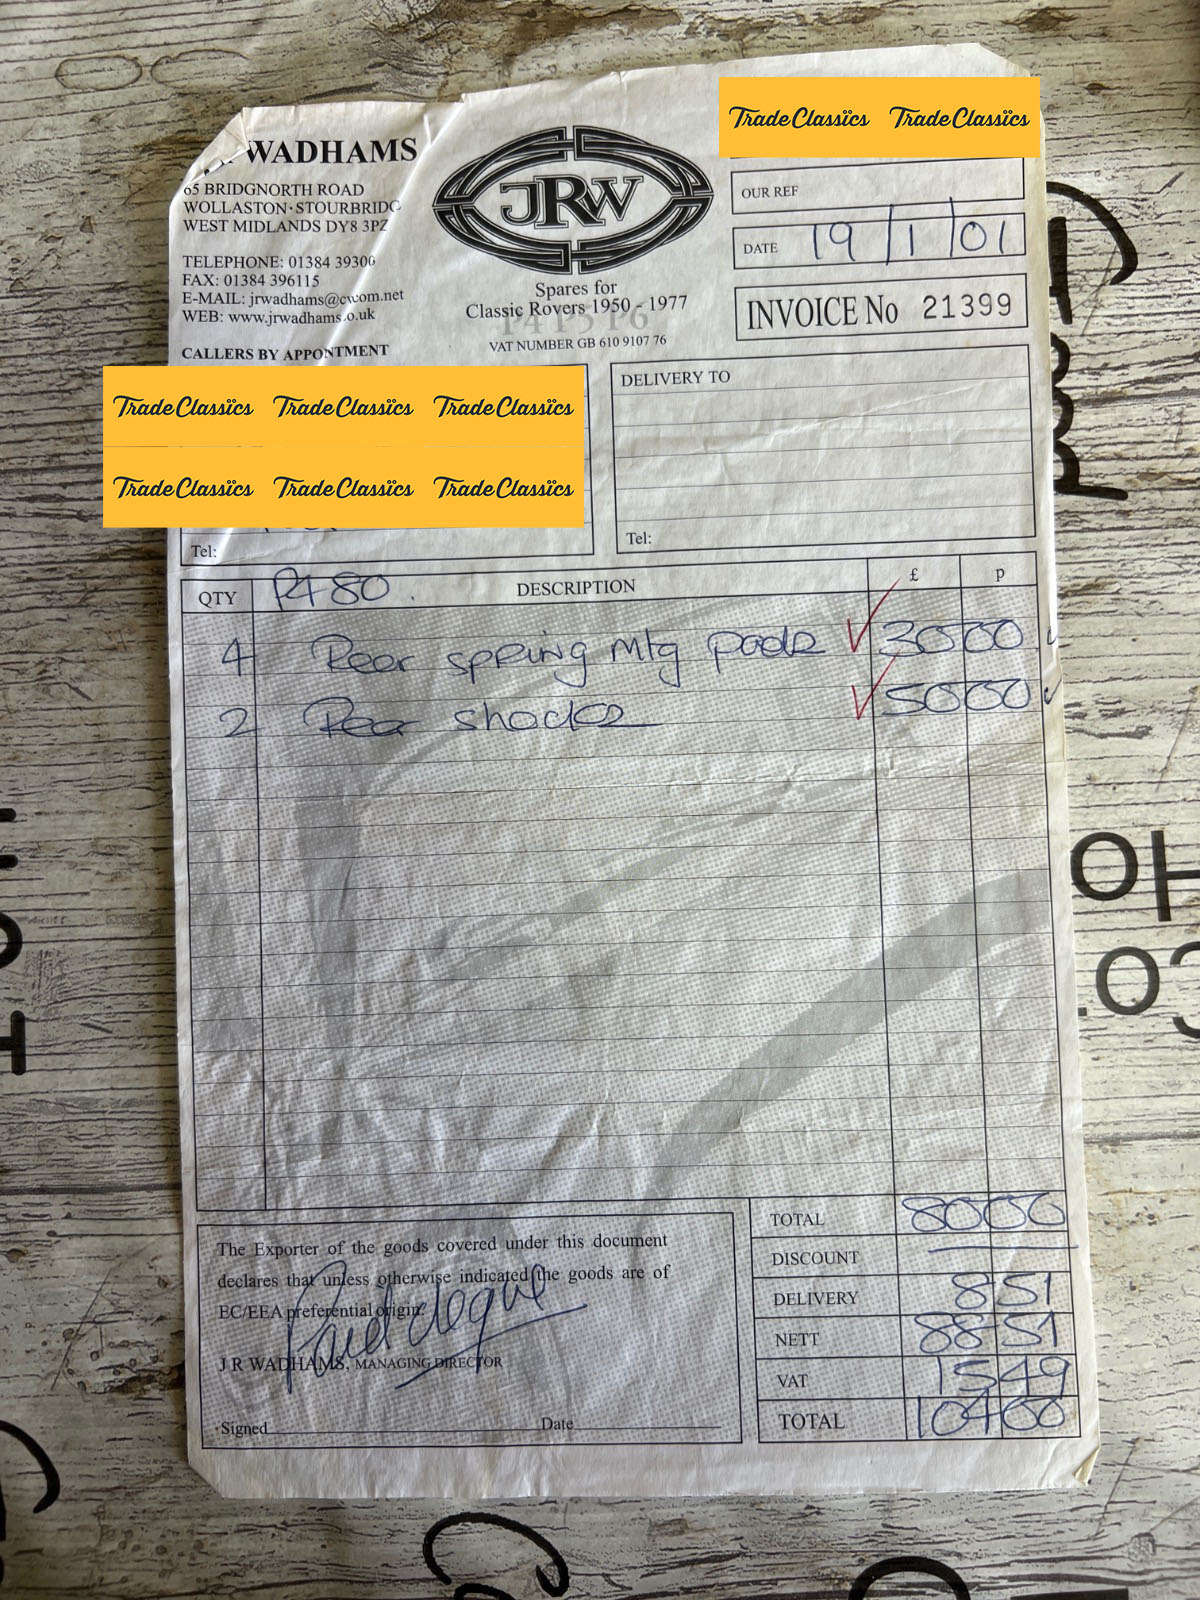 WADHAMS
65 BRIDGNORTH ROAD
WOLLASTON·STOURBRIDG
WEST MIDLANDS DY8 3PZ
TELEPHONE: 01384 39300
FAX: 01384 396115
E-MAIL: jrwadhams@cwcom.net
WEB: www.jrwadhams.o.uk
CALLERS BY APPONTMENT
JRW
Spares for
Classic Rovers 1950 - 1977
P4 P5 P6
VAT NUMBER GB 610 9107 76
Trade Classics Trade Classics
OUR REF
DATE 19/1/01
INVOICE No 21399
Trade Classics Trade Classics Trade Classics
Trade Classics Trade Classics Trade Classics
Tel:
DELIVERY TO
Tel:
QTY P4 80. DESCRIPTION £ p
4 Rear spring mtg pads 30 00
2 Rear shocks 50 00
The Exporter of the goods covered under this document
declares that unless otherwise indicated the goods are of
EC/EEA preferential origin.
Paid cheque
J R WADHAMS, MANAGING DIRECTOR
Signed Date
TOTAL 80 00
DISCOUNT
DELIVERY 8 51
NETT 88 51
VAT 15 49
TOTAL 104 00